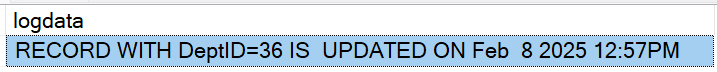 logdata
RECORD WITH DeptID=36 IS  UPDATED ON Feb  8 2025 12:57PM